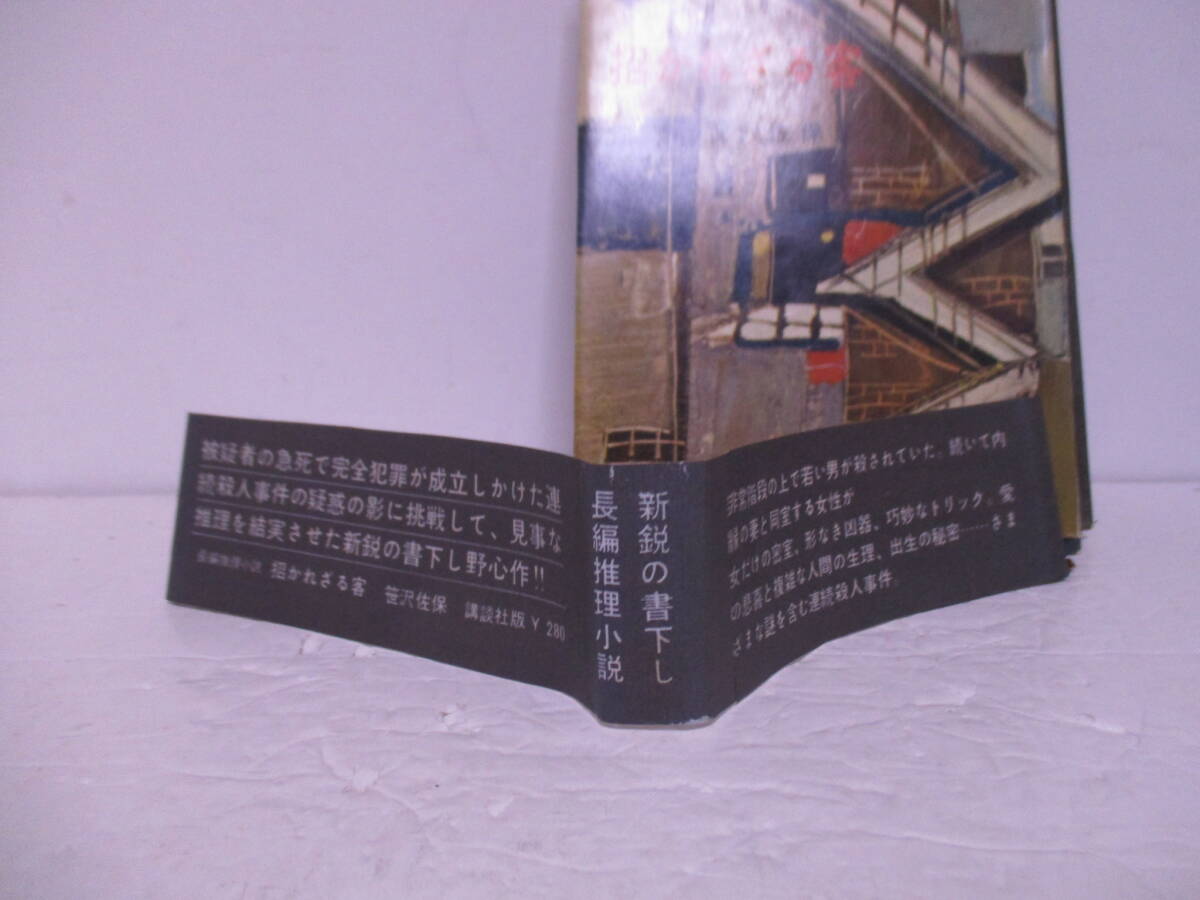 招かれざる客
被疑者の急死で完全犯罪が成立しかけた連
続殺人事件の疑惑の影に挑戦して、見事な
推理を結実させた新鋭の書下し野心作!!
長編推理小説 招かれざる客 笹沢佐保 講談社版 ¥ 280
新鋭の書下し
長編推理小説
非常階段の上で若い男が殺されていた。続いて内
縁の妻と同室する女性が
女だけの密室、形なき凶器、巧妙なトリック。愛
の悲喜と複雑な人間の生理、出生の秘密………さま
ざまな謎を含む連続殺人事件。